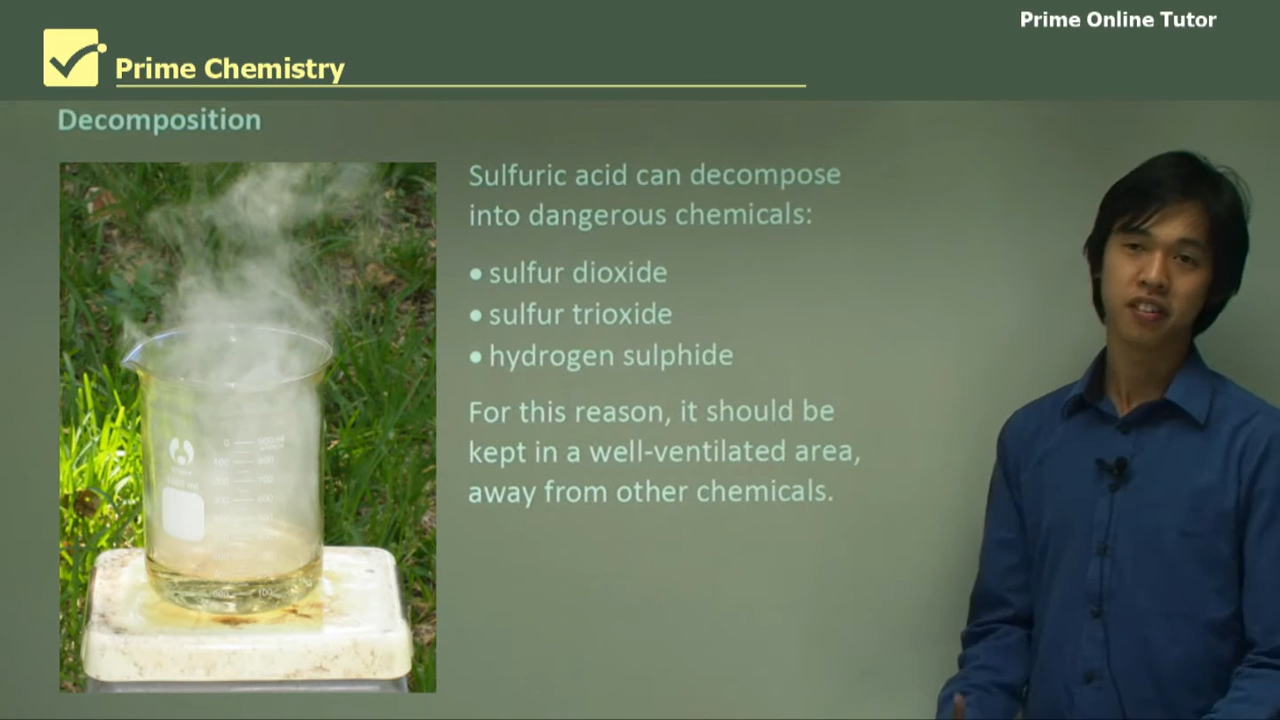 Prime Online Tutor
Prime Chemistry
Decomposition
Sulfuric acid can decompose
into dangerous chemicals:
• sulfur dioxide
• sulfur trioxide
• hydrogen sulphide
For this reason, it should be
kept in a well-ventilated area,
away from other chemicals.